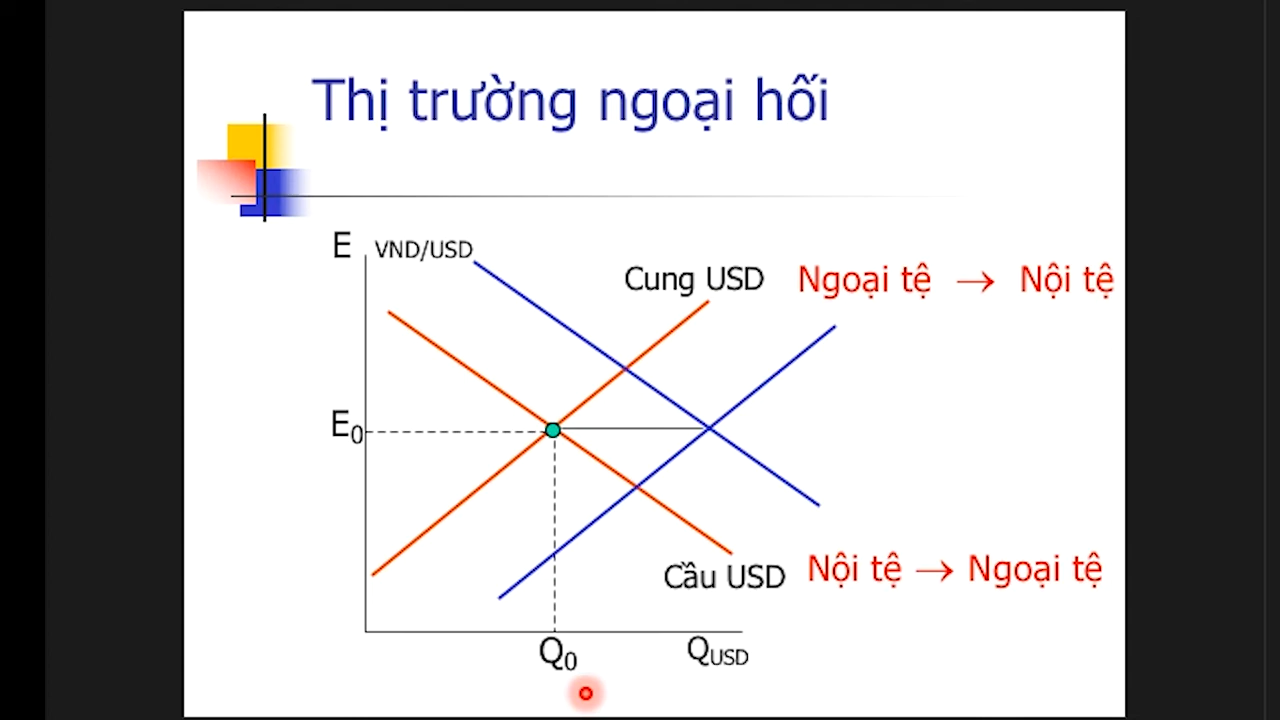 Thị trường ngoại hối
E VND/USD
Cung USD
Ngoại tệ → Nội tệ
E₀
Cầu USD
Nội tệ → Ngoại tệ
Q₀
Q_USD